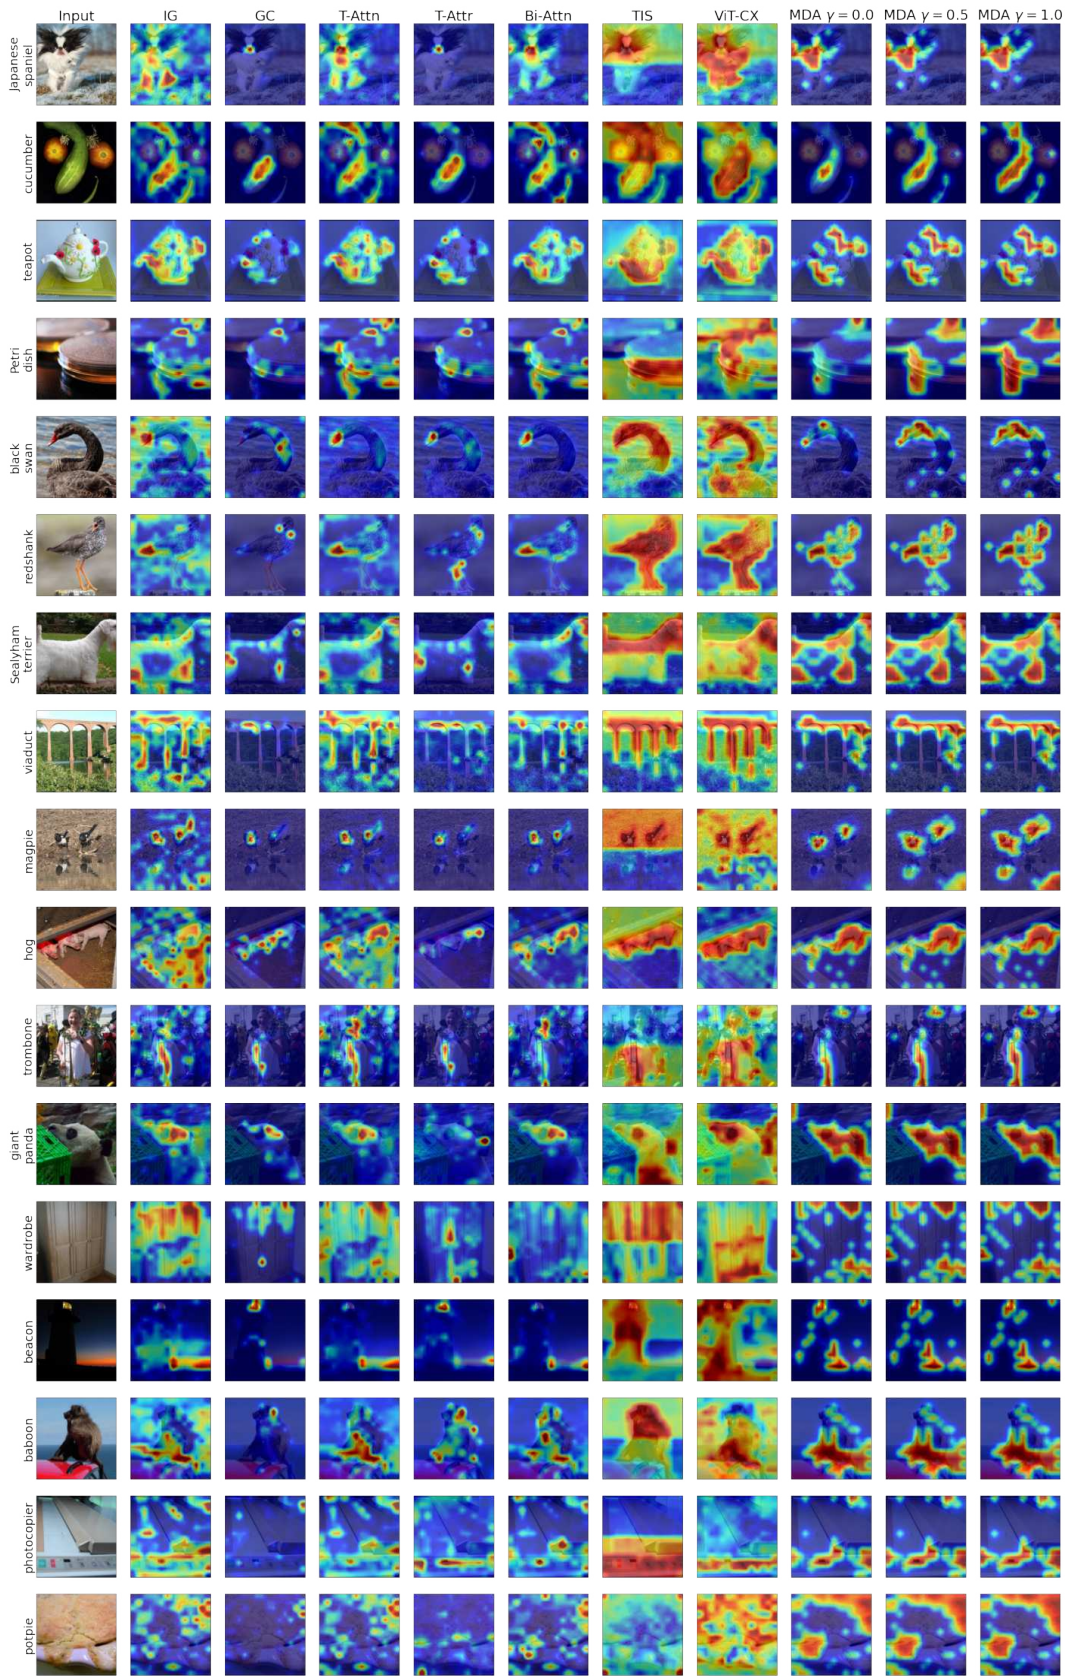 Input IG GC T-Attn T-Attr Bi-Attn TIS ViT-CX MDA γ = 0.0 MDA γ = 0.5 MDA γ = 1.0
Japanese
spaniel
cucumber
teapot
Petri
dish
black
swan
redshank
Sealyham
terrier
viaduct
magpie
hog
trombone
giant
panda
wardrobe
beacon
baboon
photocopier
potpie